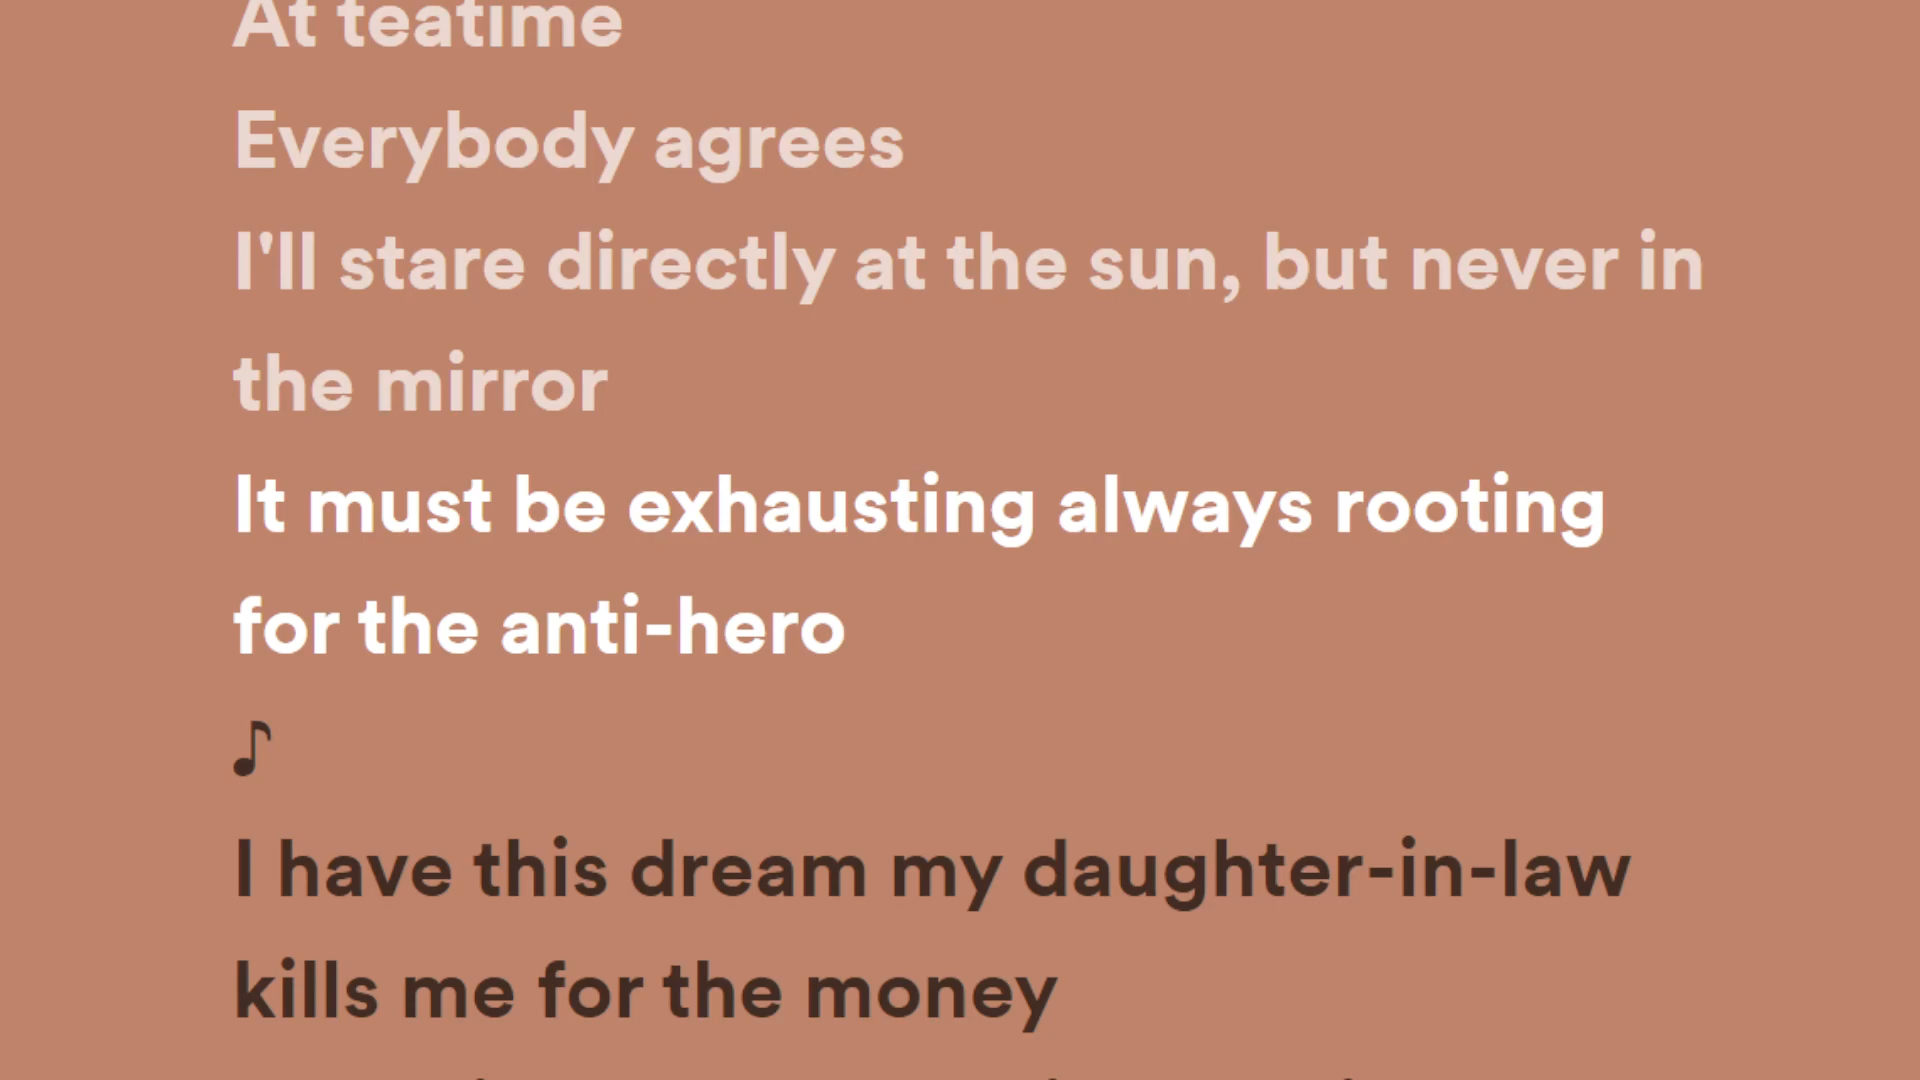 At teatime
Everybody agrees
I'll stare directly at the sun, but never in
the mirror
It must be exhausting always rooting
for the anti-hero
♪
I have this dream my daughter-in-law
kills me for the money